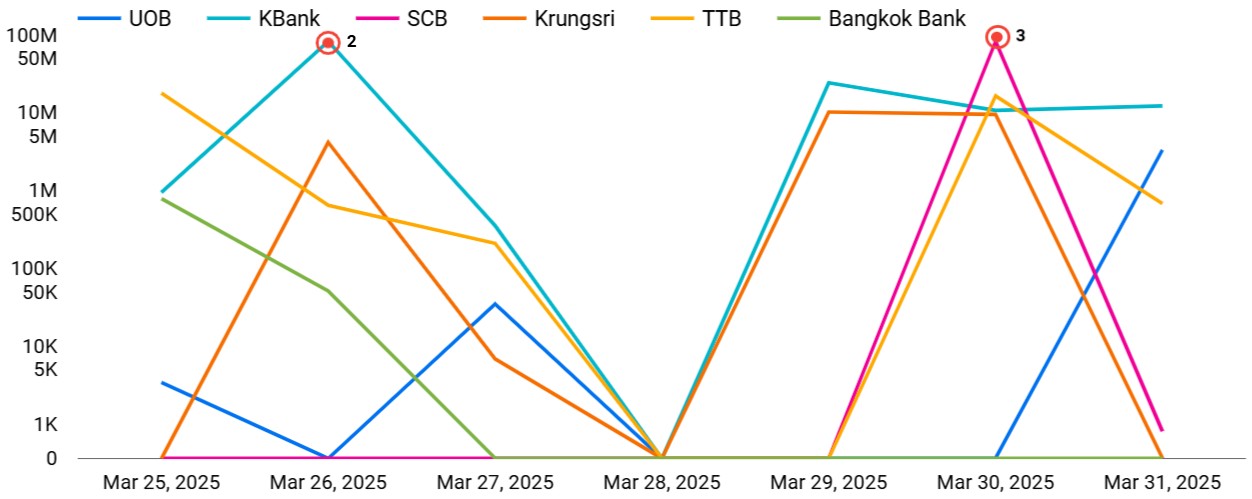 UOB KBank SCB Krungsri TTB Bangkok Bank
100M
2
3
50M
10M
5M
1M
500K
100K
50K
10K
5K
1K
0
Mar 25, 2025 Mar 26, 2025 Mar 27, 2025 Mar 28, 2025 Mar 29, 2025 Mar 30, 2025 Mar 31, 2025